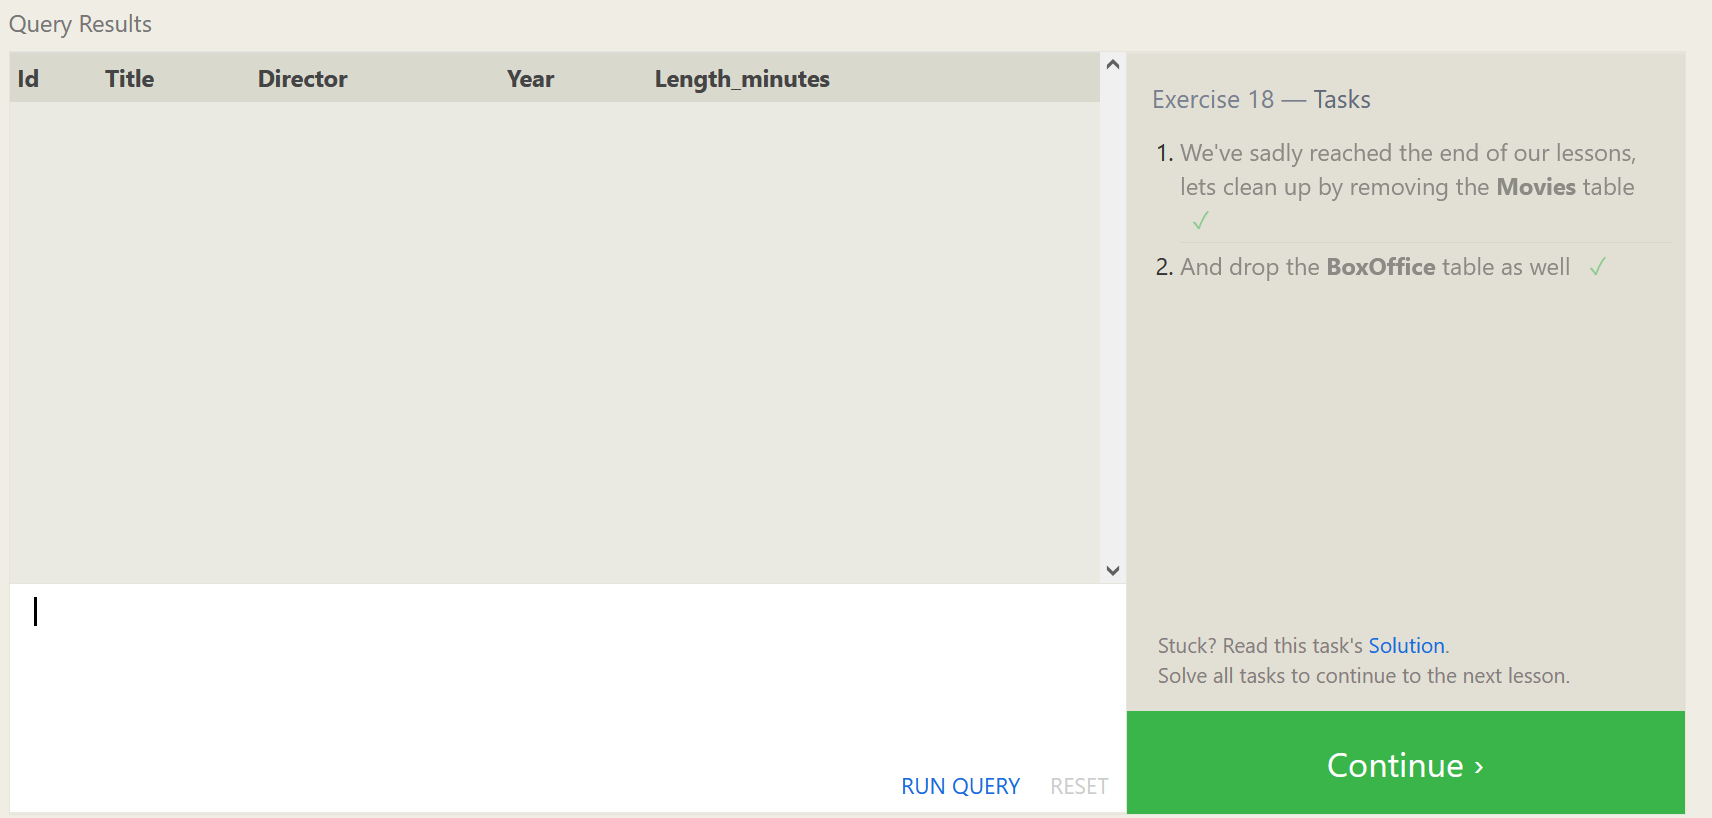 Query Results
Id Title Director Year Length_minutes
Exercise 18 — Tasks
1. We've sadly reached the end of our lessons,
lets clean up by removing the Movies table
✓
2. And drop the BoxOffice table as well ✓
Stuck? Read this task's Solution.
Solve all tasks to continue to the next lesson.
RUN QUERY RESET
Continue ›